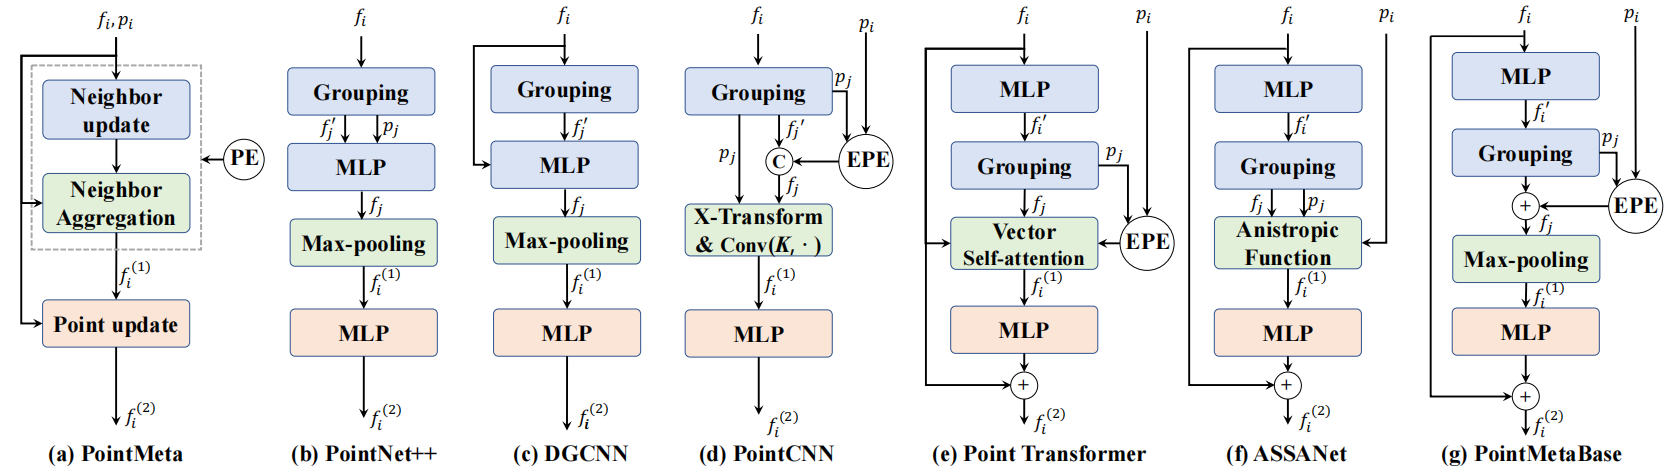 f_i, p_i
Neighbor
update
PE
Neighbor
Aggregation
f_i^(1)
Point update
f_i^(2)
(a) PointMeta
f_i
Grouping
f_j′ p_j
MLP
f_j
Max-pooling
f_i^(1)
MLP
f_i^(2)
(b) PointNet++
f_i
Grouping
f_j′
MLP
f_j
Max-pooling
f_i^(1)
MLP
f_i^(2)
(c) DGCNN
f_i
p_i
Grouping
p_j
f_j′
p_j
C
EPE
f_j
X-Transform
& Conv(K, · )
f_i^(1)
MLP
f_i^(2)
(d) PointCNN
f_i
p_i
MLP
f_i′
Grouping
p_j
f_j
Vector
Self-attention
EPE
f_i^(1)
MLP
+
f_i^(2)
(e) Point Transformer
f_i
p_i
MLP
f_i′
Grouping
f_j p_j
Anistropic
Function
f_i^(1)
MLP
+
f_i^(2)
(f) ASSANet
f_i
p_i
MLP
f_i′
Grouping
p_j
+
EPE
f_j
Max-pooling
f_i^(1)
MLP
+
f_i^(2)
(g) PointMetaBase